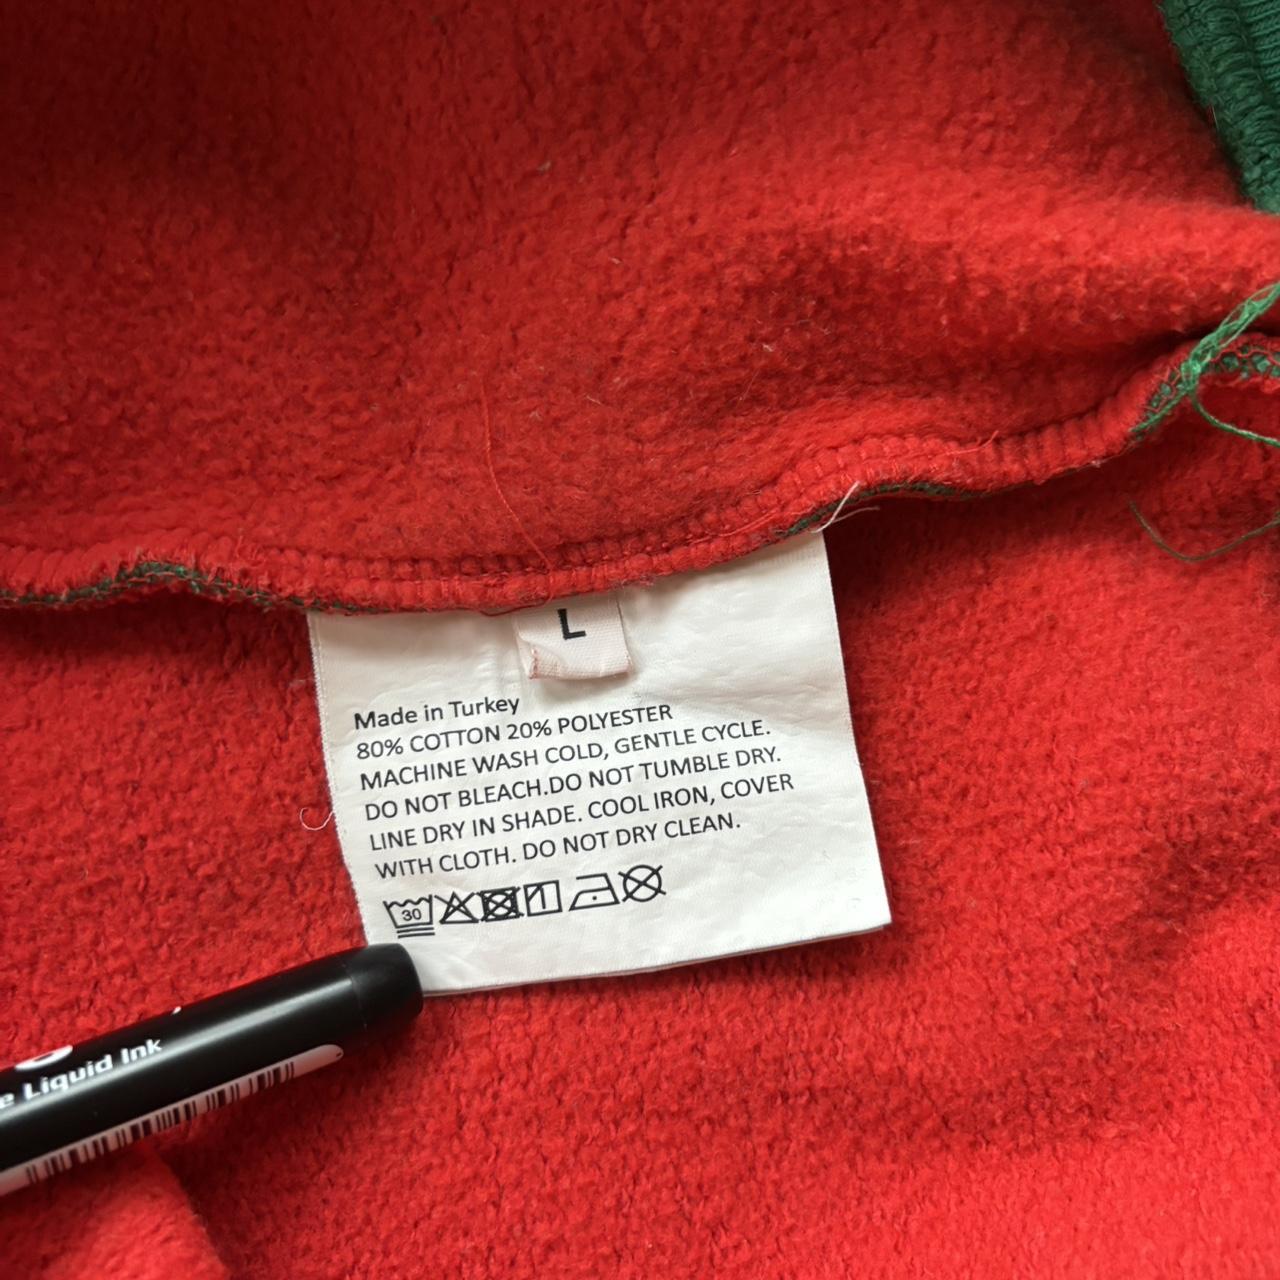 L
Made in Turkey
80% COTTON 20% POLYESTER
MACHINE WASH COLD, GENTLE CYCLE.
DO NOT BLEACH.DO NOT TUMBLE DRY.
LINE DRY IN SHADE. COOL IRON, COVER
WITH CLOTH. DO NOT DRY CLEAN.
30
Liquid Ink